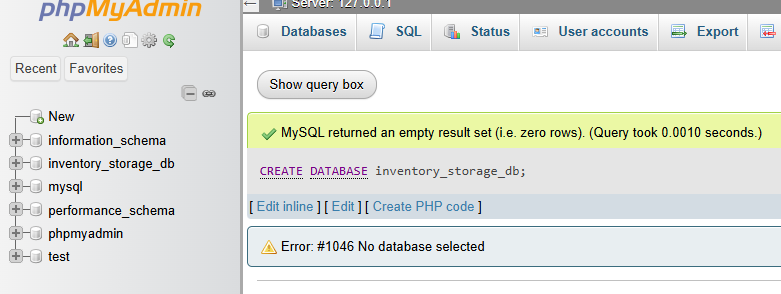 phpMyAdmin
Recent Favorites
New
information_schema
inventory_storage_db
mysql
performance_schema
phpmyadmin
test
Server: 127.0.0.1
Databases SQL Status User accounts Export
Show query box
MySQL returned an empty result set (i.e. zero rows). (Query took 0.0010 seconds.)
CREATE DATABASE inventory_storage_db;
[ Edit inline ] [ Edit ] [ Create PHP code ]
Error: #1046 No database selected